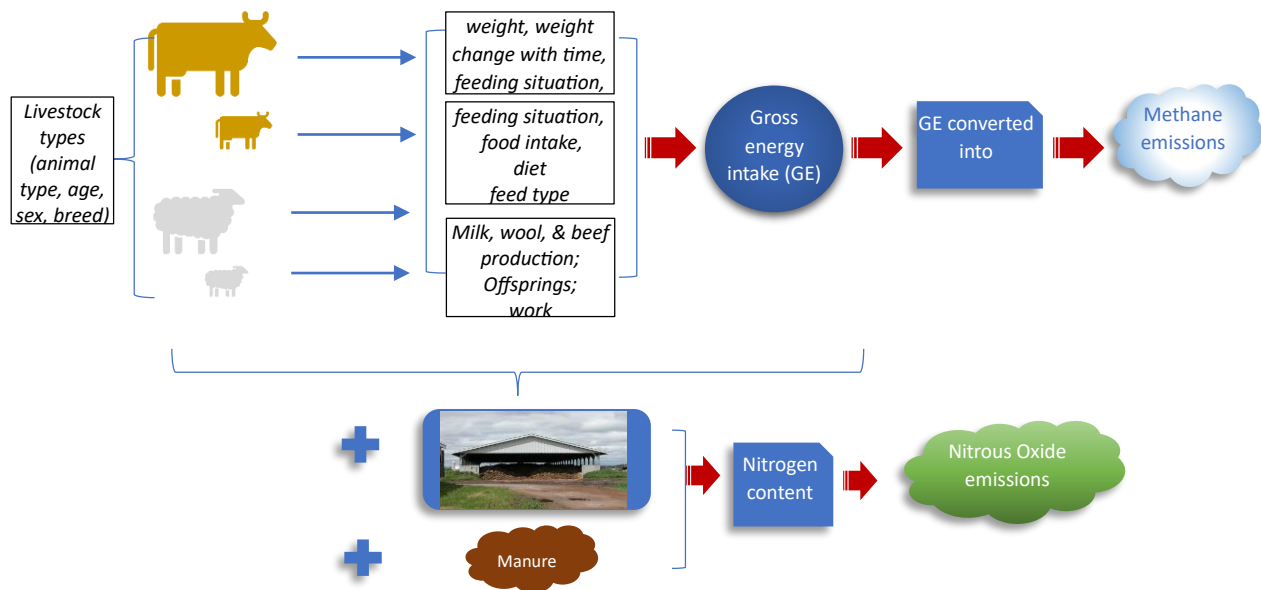 Livestock
types
(animal
type, age,
sex, breed)
weight, weight
change with time,
feeding situation,
feeding situation,
food intake,
diet
feed type
Milk, wool, & beef
production;
Offsprings;
work
Gross
energy
intake (GE)
GE converted
into
Methane
emissions
Nitrogen
content
Nitrous Oxide
emissions
Manure